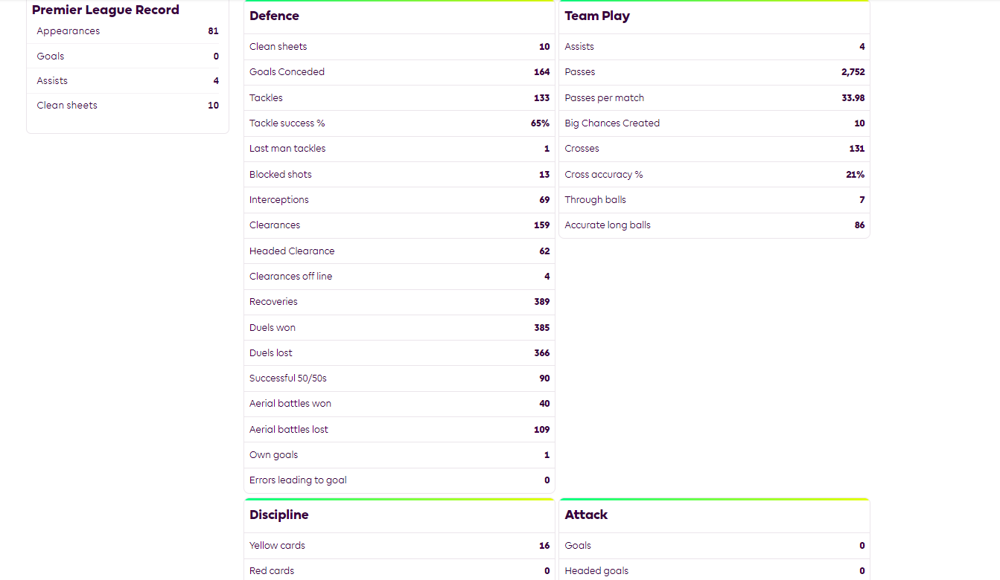 Premier League Record
Appearances 81
Goals 0
Assists 4
Clean sheets 10
Defence
Clean sheets 10
Goals Conceded 164
Tackles 133
Tackle success % 65%
Last man tackles 1
Blocked shots 13
Interceptions 69
Clearances 159
Headed Clearance 62
Clearances off line 4
Recoveries 389
Duels won 385
Duels lost 366
Successful 50/50s 90
Aerial battles won 40
Aerial battles lost 109
Own goals 1
Errors leading to goal 0
Team Play
Assists 4
Passes 2,752
Passes per match 33.98
Big Chances Created 10
Crosses 131
Cross accuracy % 21%
Through balls 7
Accurate long balls 86
Discipline
Yellow cards 16
Red cards 0
Attack
Goals 0
Headed goals 0